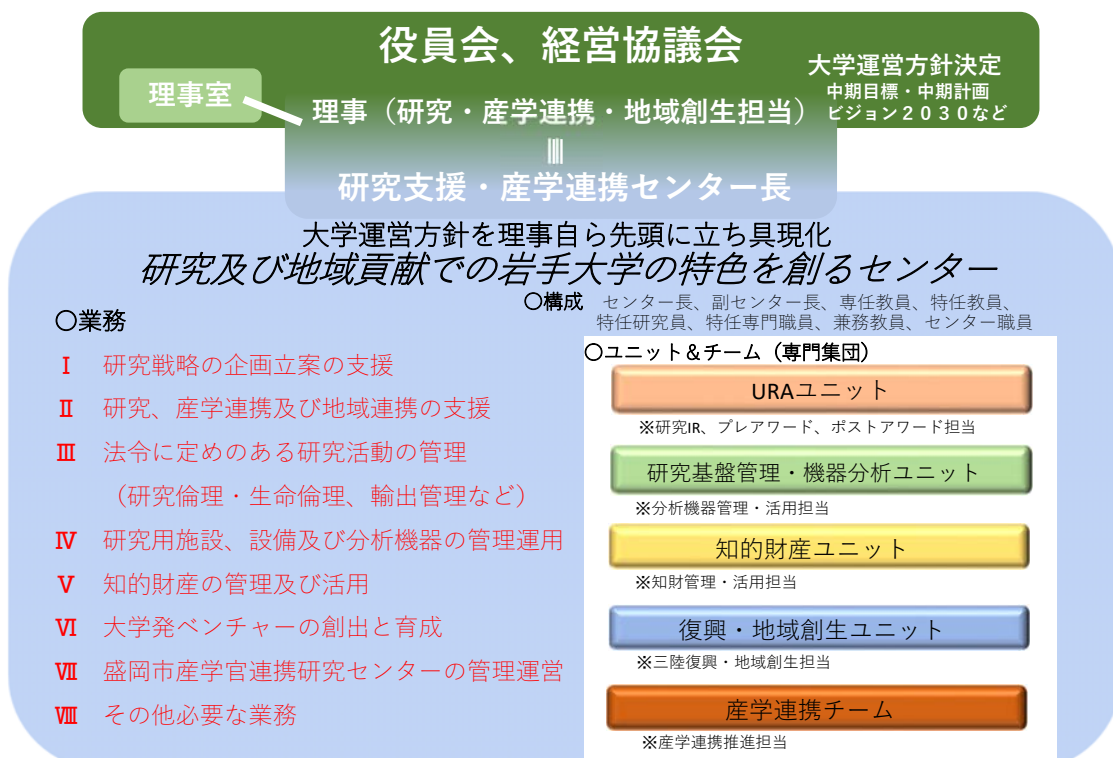 役員会、経営協議会
大学運営方針決定
中期目標・中期計画
ビジョン2030など
理事室
理事(研究・産学連携・地域創生担当)
研究支援・産学連携センター長
大学運営方針を理事自ら先頭に立ち具現化
研究及び地域貢献での岩手大学の特色を創るセンター
〇構成 センター長、副センター長、専任教員、特任教員、
特任研究員、特任専門職員、兼務教員、センター職員
〇業務
Ⅰ 研究戦略の企画立案の支援
Ⅱ 研究、産学連携及び地域連携の支援
Ⅲ 法令に定めのある研究活動の管理
(研究倫理・生命倫理、輸出管理など)
Ⅳ 研究用施設、設備及び分析機器の管理運用
Ⅴ 知的財産の管理及び活用
Ⅵ 大学発ベンチャーの創出と育成
Ⅶ 盛岡市産学官連携研究センターの管理運営
Ⅷ その他必要な業務
〇ユニット&チーム(専門集団)
URAユニット
※研究IR、プレアワード、ポストアワード担当
研究基盤管理・機器分析ユニット
※分析機器管理・活用担当
知的財産ユニット
※知財管理・活用担当
復興・地域創生ユニット
※三陸復興・地域創生担当
産学連携チーム
※産学連携推進担当